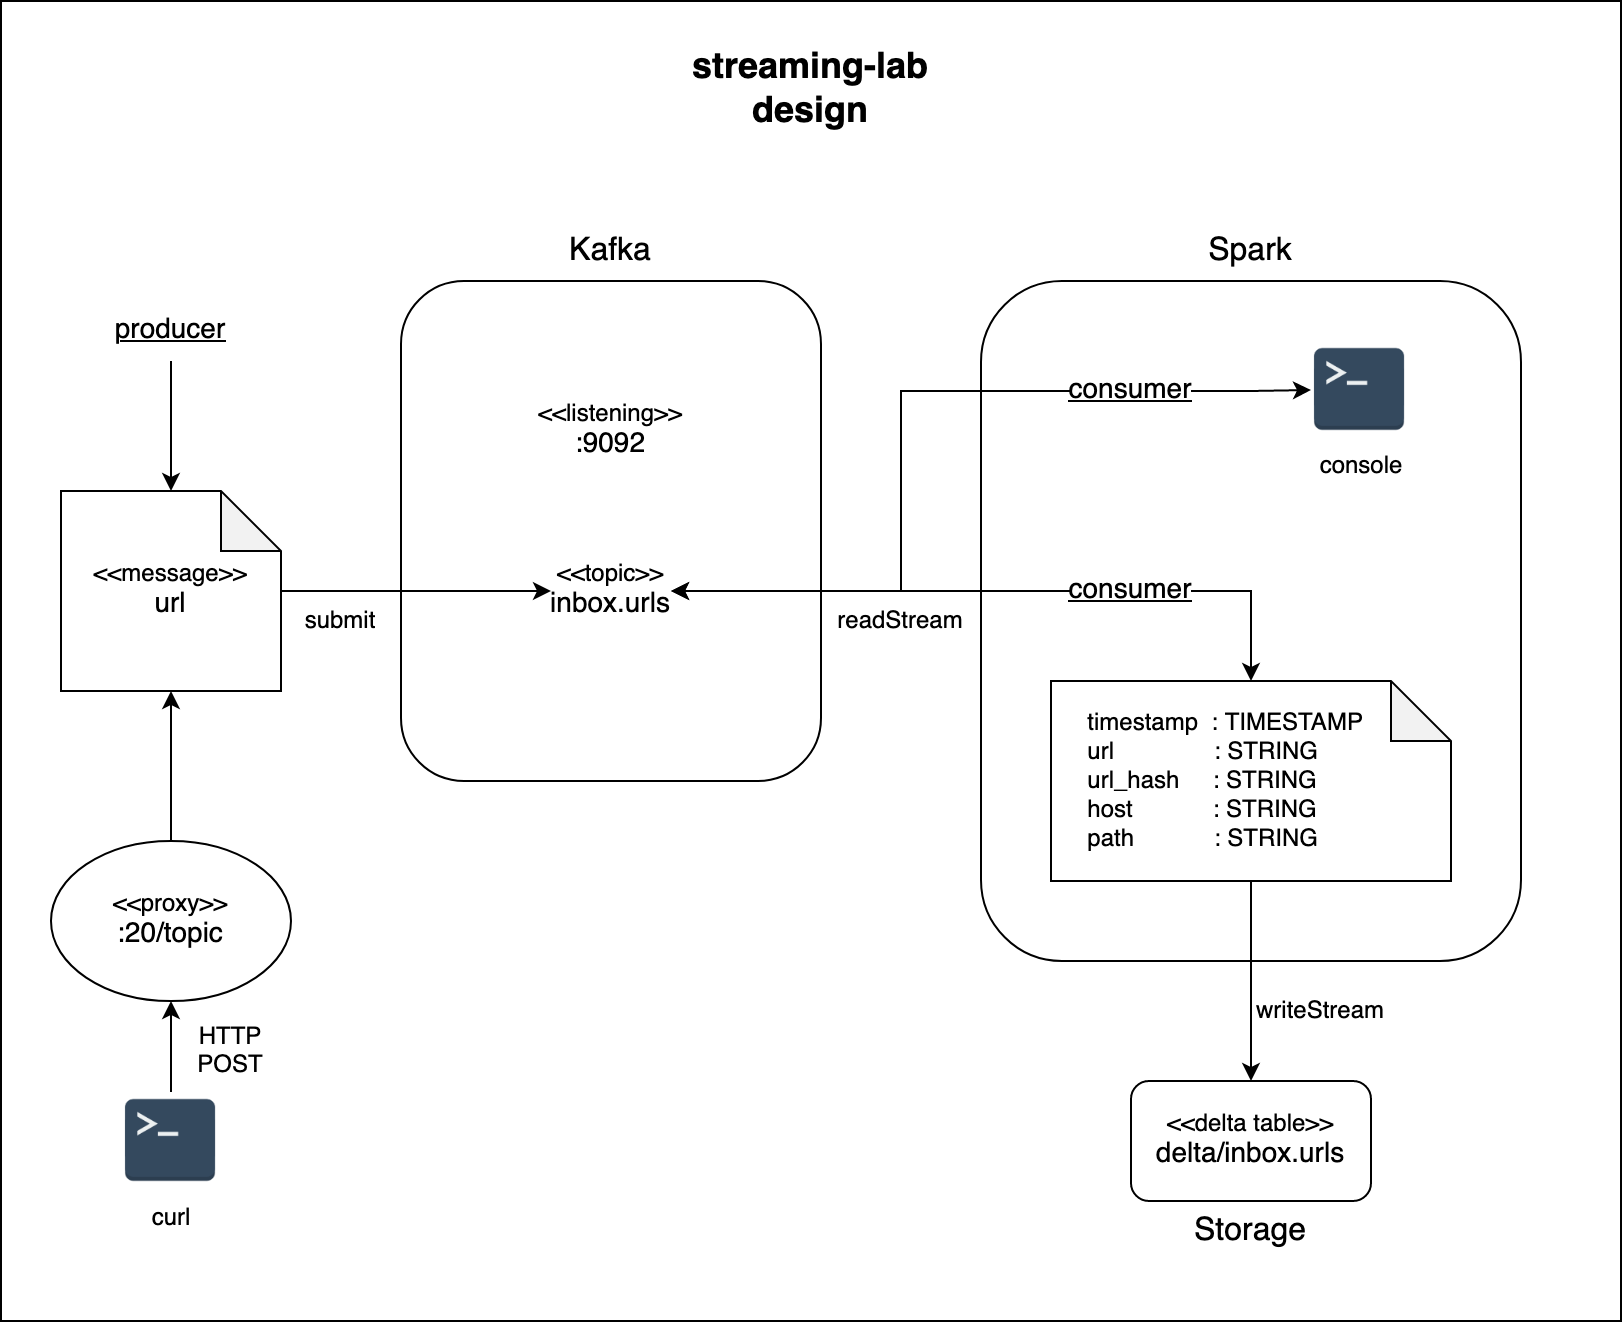 streaming-lab
design
Kafka
Spark
producer
<<listening>>
:9092
consumer
>_
console
<<message>>
url
submit
<<topic>>
inbox.urls
readStream
consumer
timestamp : TIMESTAMP
url : STRING
url_hash : STRING
host : STRING
path : STRING
<<proxy>>
:20/topic
HTTP
POST
>_
curl
writeStream
<<delta table>>
delta/inbox.urls
Storage